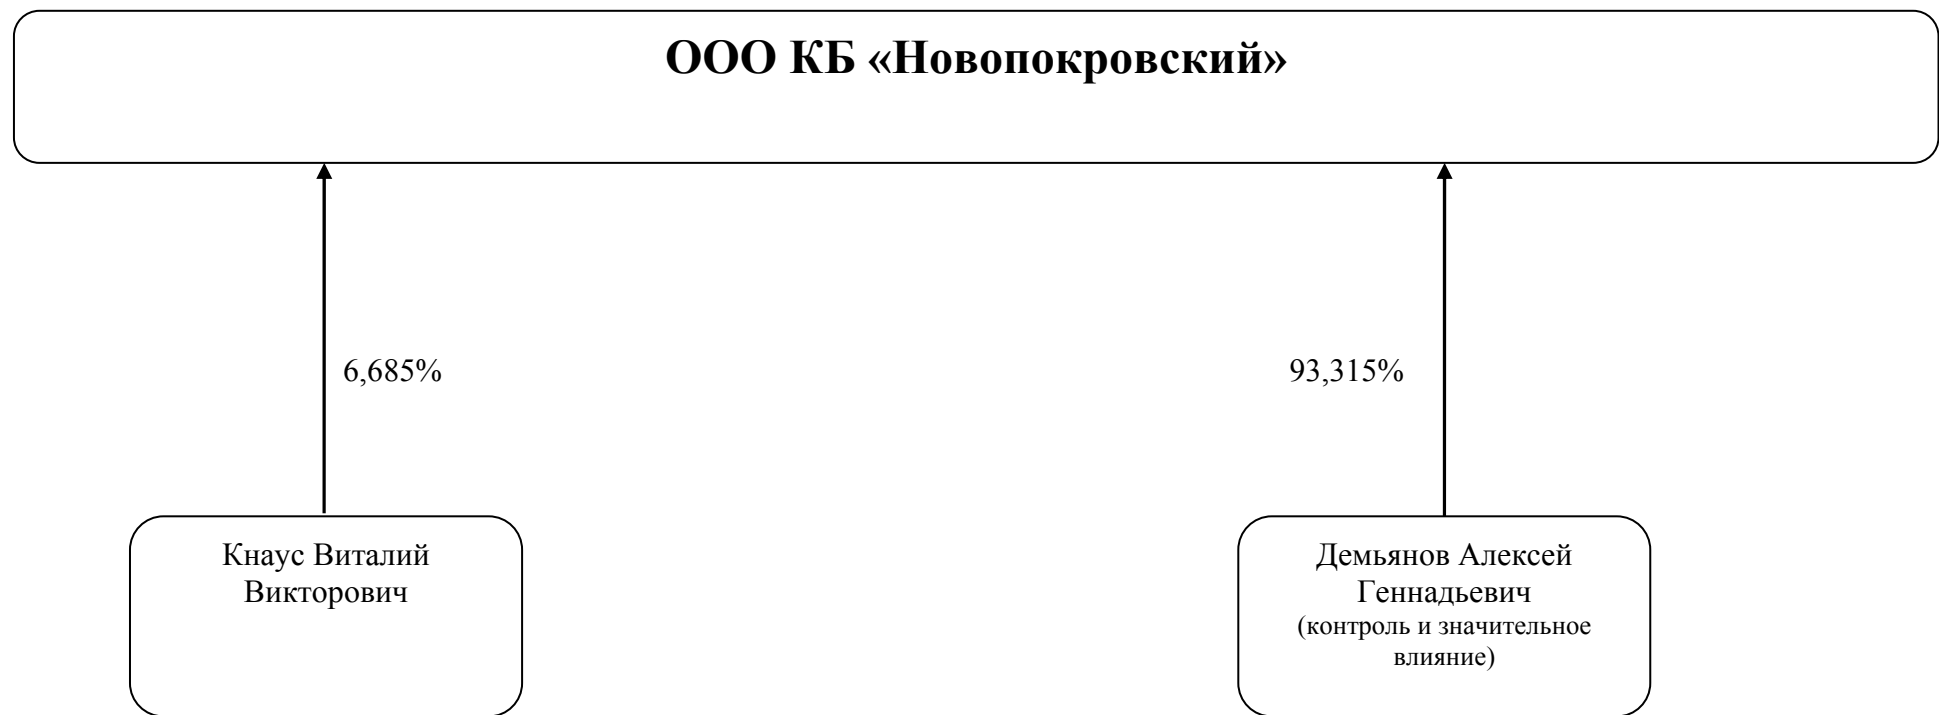 ООО КБ «Новопокровский»
6,685%
93,315%
Кнаус Виталий
Викторович
Демьянов Алексей
Геннадьевич
(контроль и значительное
влияние)